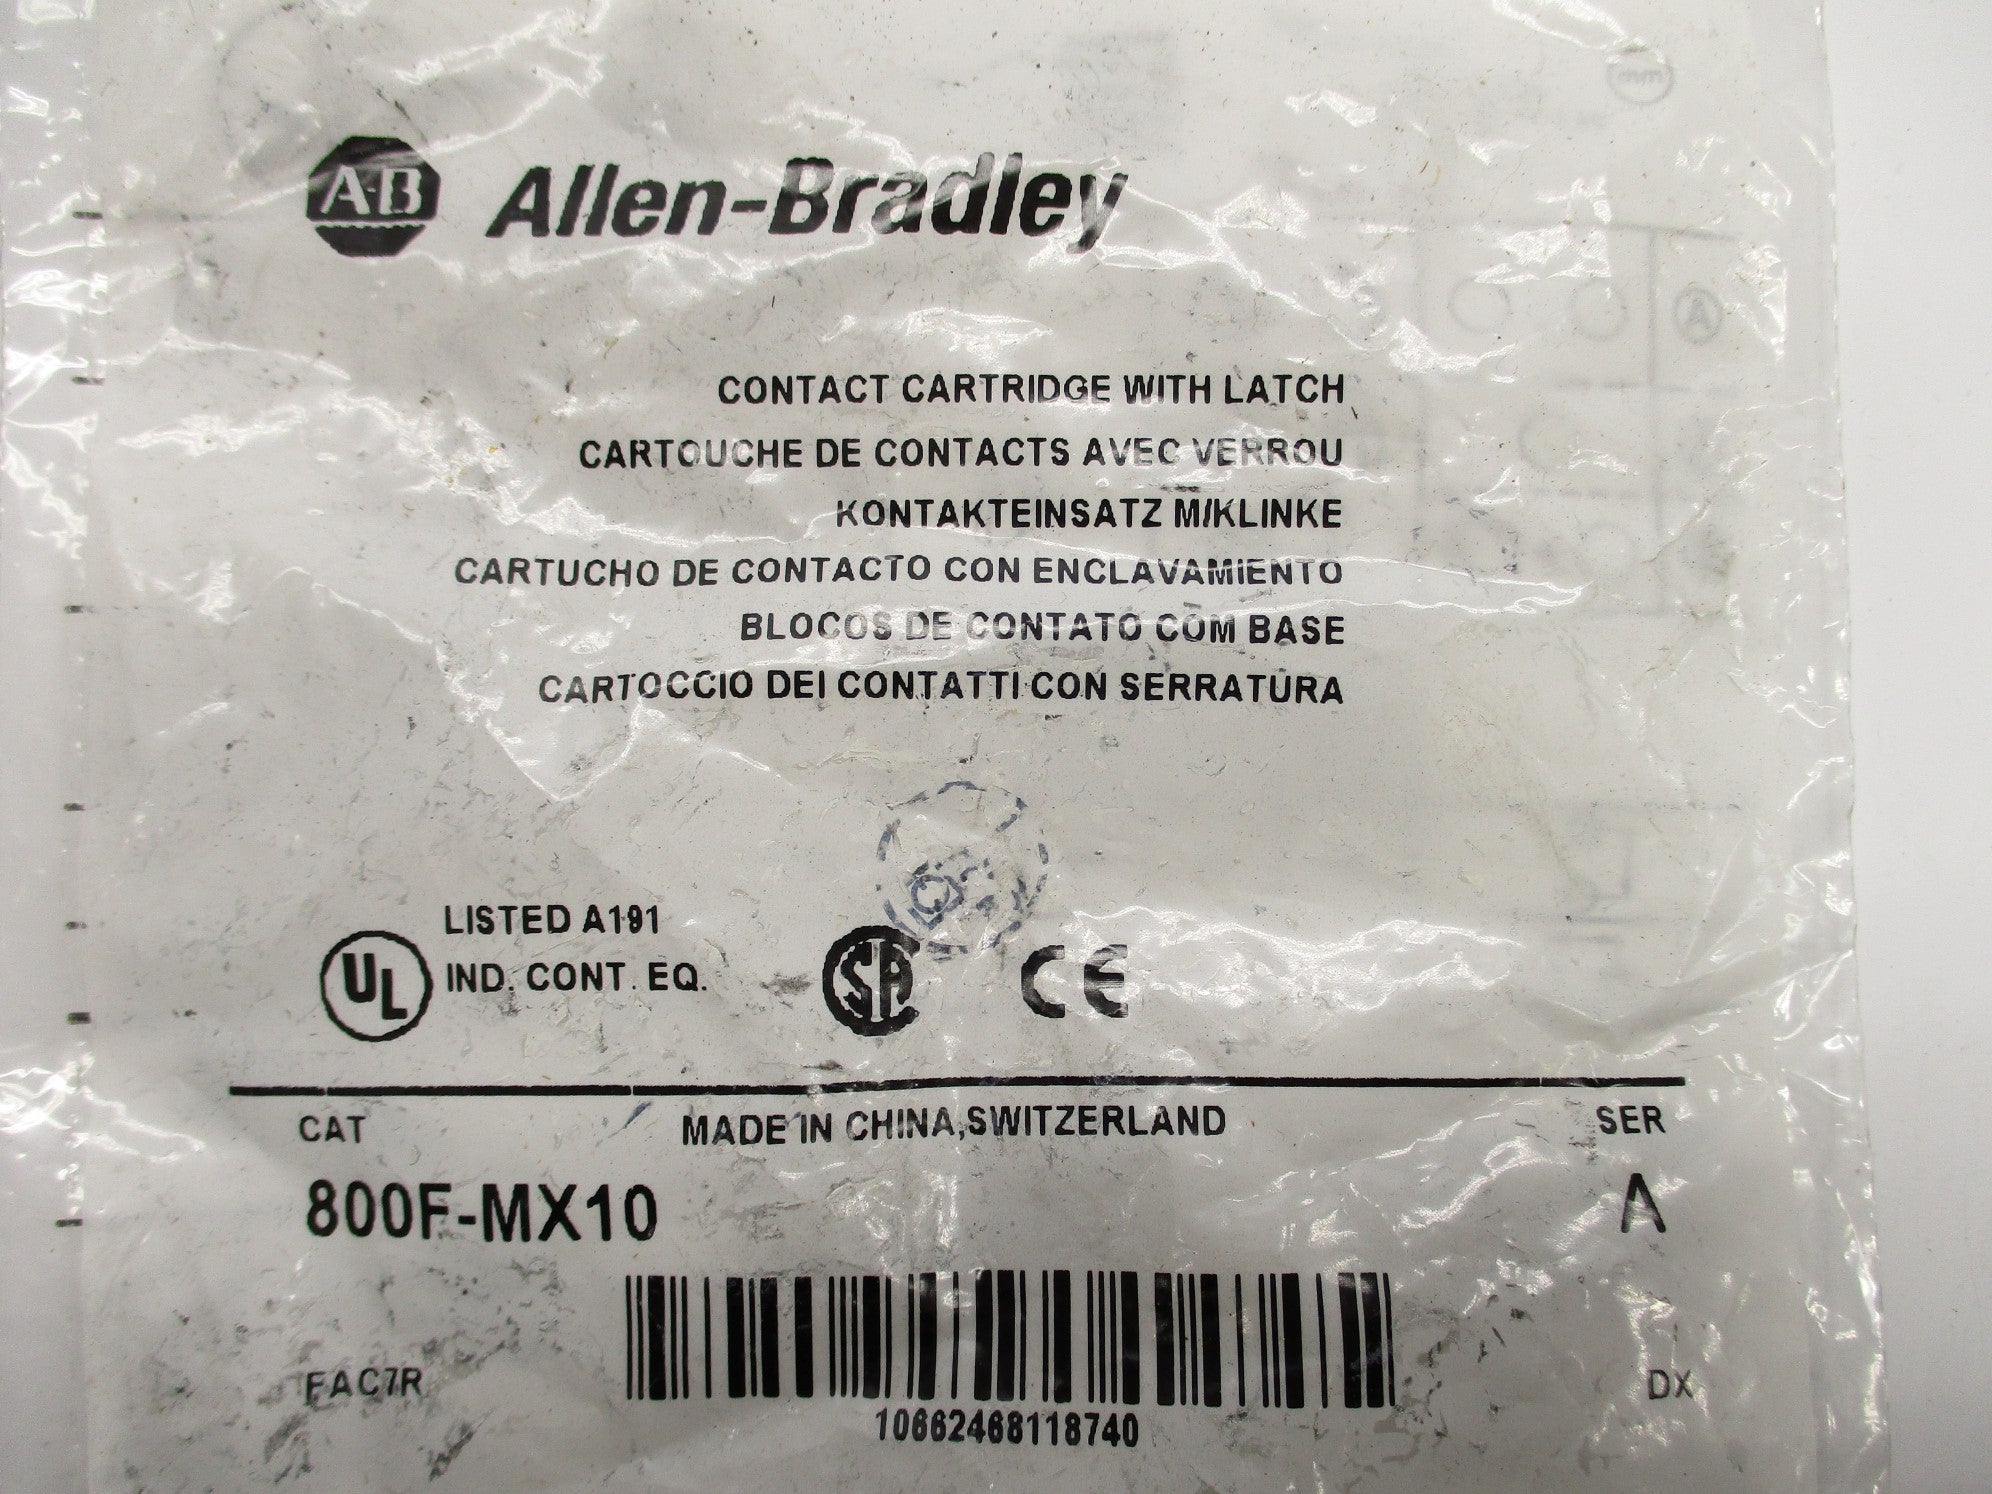 A-B Allen-Bradley
CONTACT CARTRIDGE WITH LATCH
CARTOUCHE DE CONTACTS AVEC VERROU
KONTAKTEINSATZ M/KLINKE
CARTUCHO DE CONTACTO CON ENCLAVAMIENTO
BLOCOS DE CONTATO COM BASE
CARTOCCIO DEI CONTATTI CON SERRATURA
LISTED A191
UL IND. CONT. EQ.
SA CE
CAT MADE IN CHINA,SWITZERLAND SER
800F-MX10 A
FAC7R DX
10662468118740